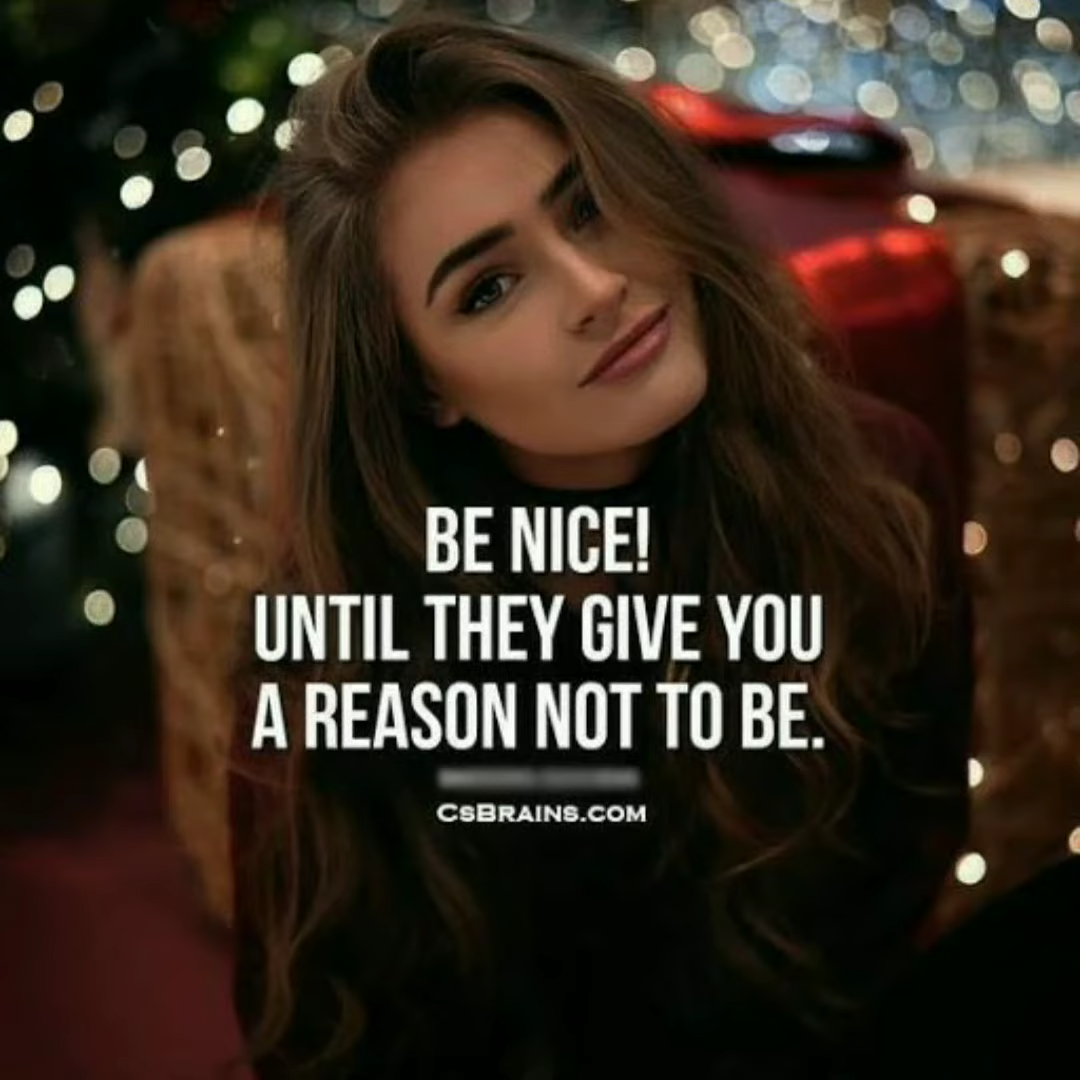 BE NICE!
UNTIL THEY GIVE YOU
A REASON NOT TO BE.
CSBRAINS.COM